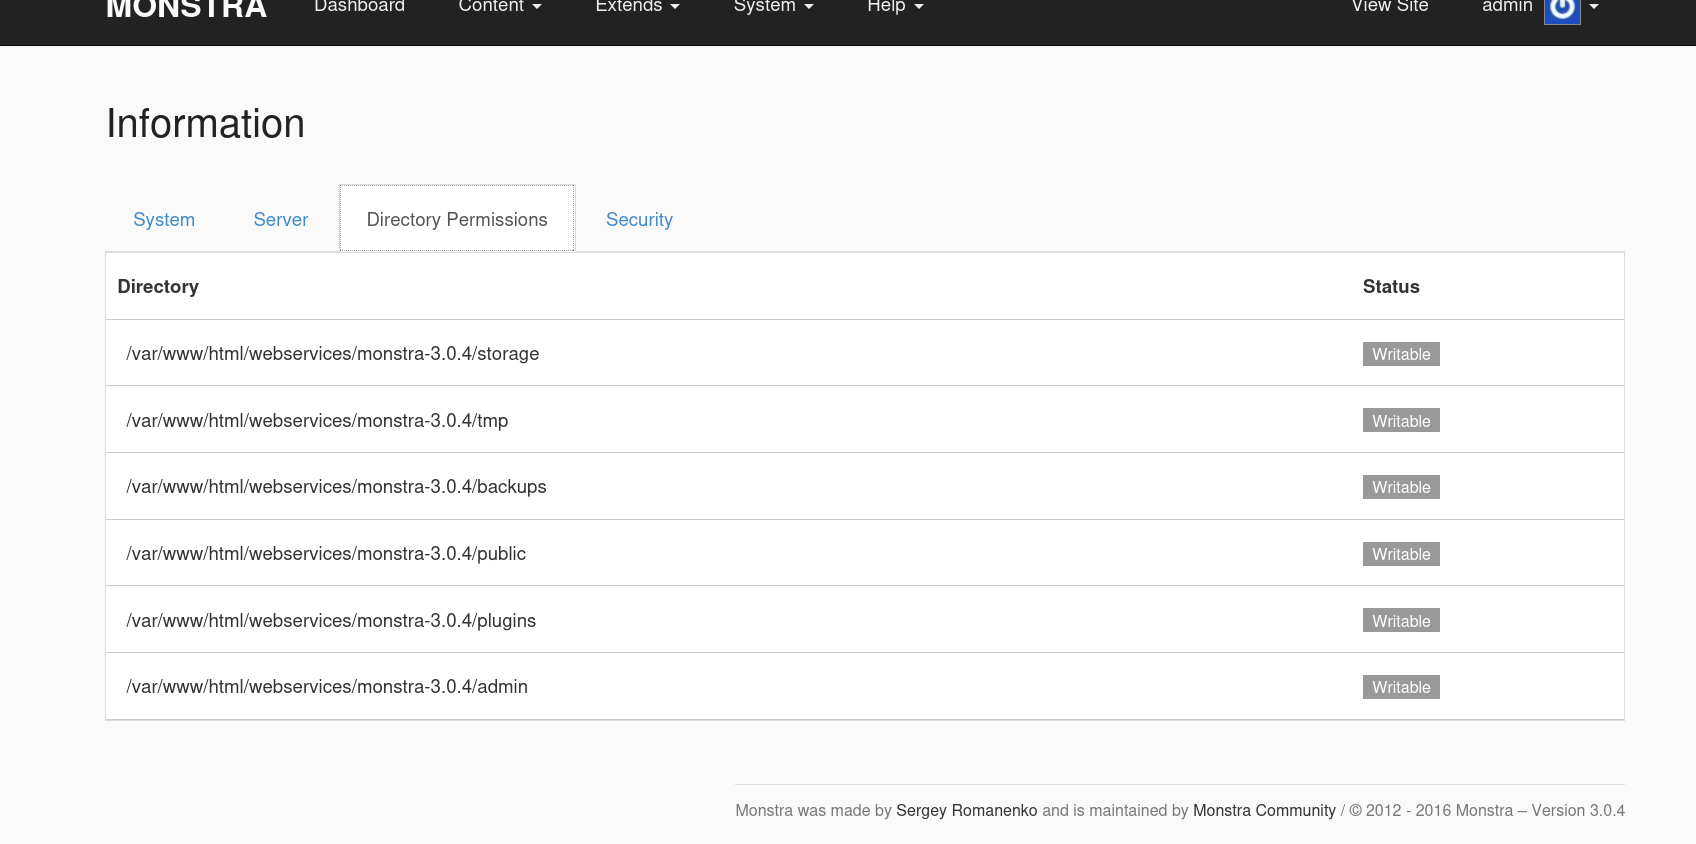 MONSTRA Dashboard Content Extends System Help View Site admin
Information
System Server Directory Permissions Security
Directory Status
/var/www/html/webservices/monstra-3.0.4/storage Writable
/var/www/html/webservices/monstra-3.0.4/tmp Writable
/var/www/html/webservices/monstra-3.0.4/backups Writable
/var/www/html/webservices/monstra-3.0.4/public Writable
/var/www/html/webservices/monstra-3.0.4/plugins Writable
/var/www/html/webservices/monstra-3.0.4/admin Writable
Monstra was made by Sergey Romanenko and is maintained by Monstra Community / © 2012 - 2016 Monstra – Version 3.0.4